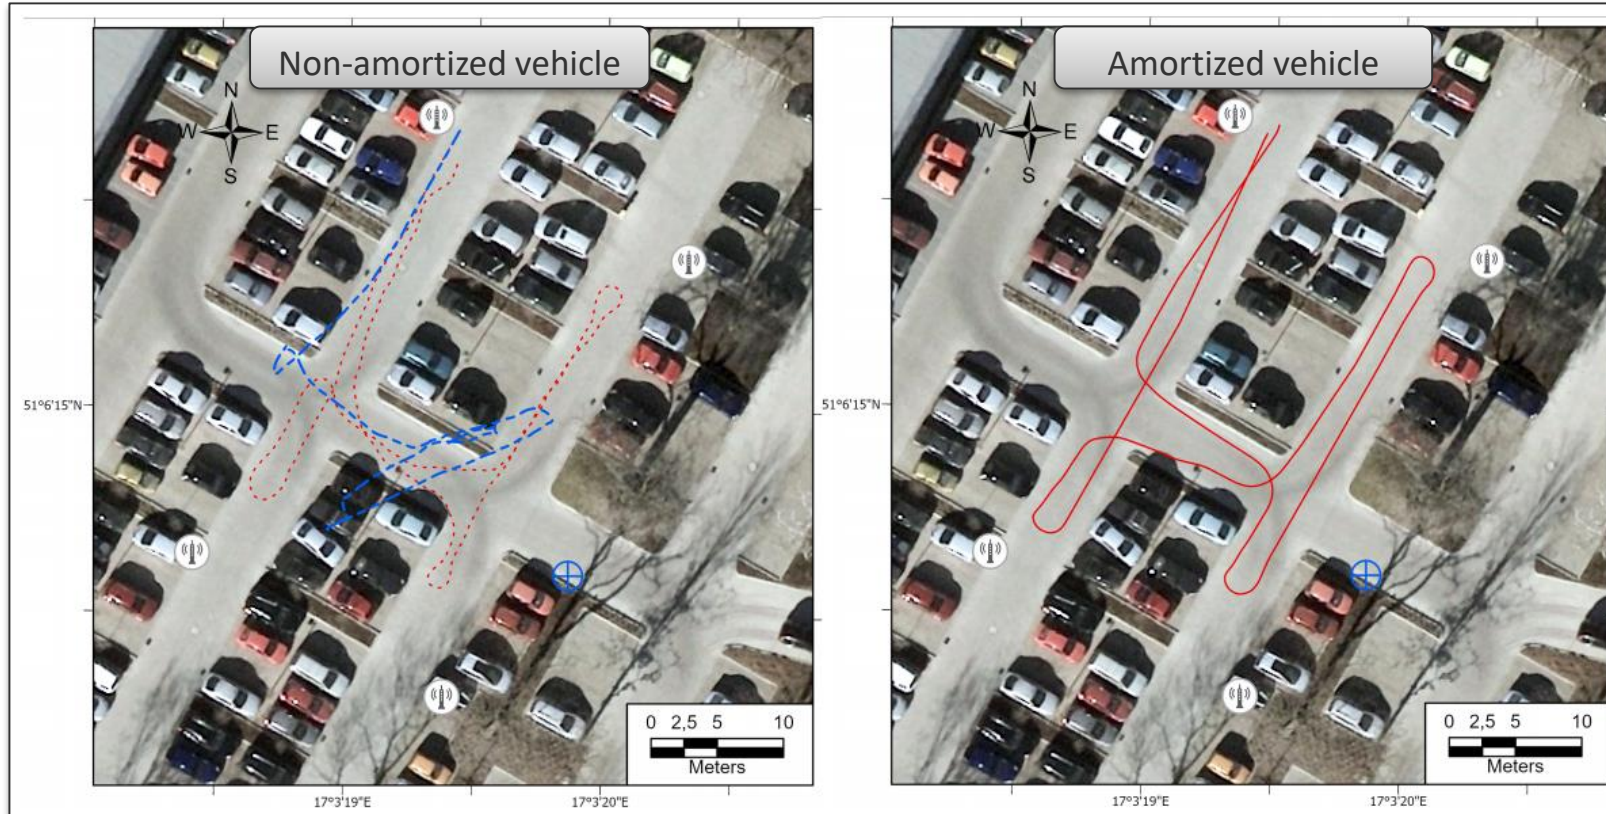 Non-amortized vehicle
N
W E
S
51°6'15"N
0 2,5 5 10
Meters
17°3'19"E 17°3'20"E
Amortized vehicle
N
W E
S
51°6'15"N
0 2,5 5 10
Meters
17°3'19"E 17°3'20"E